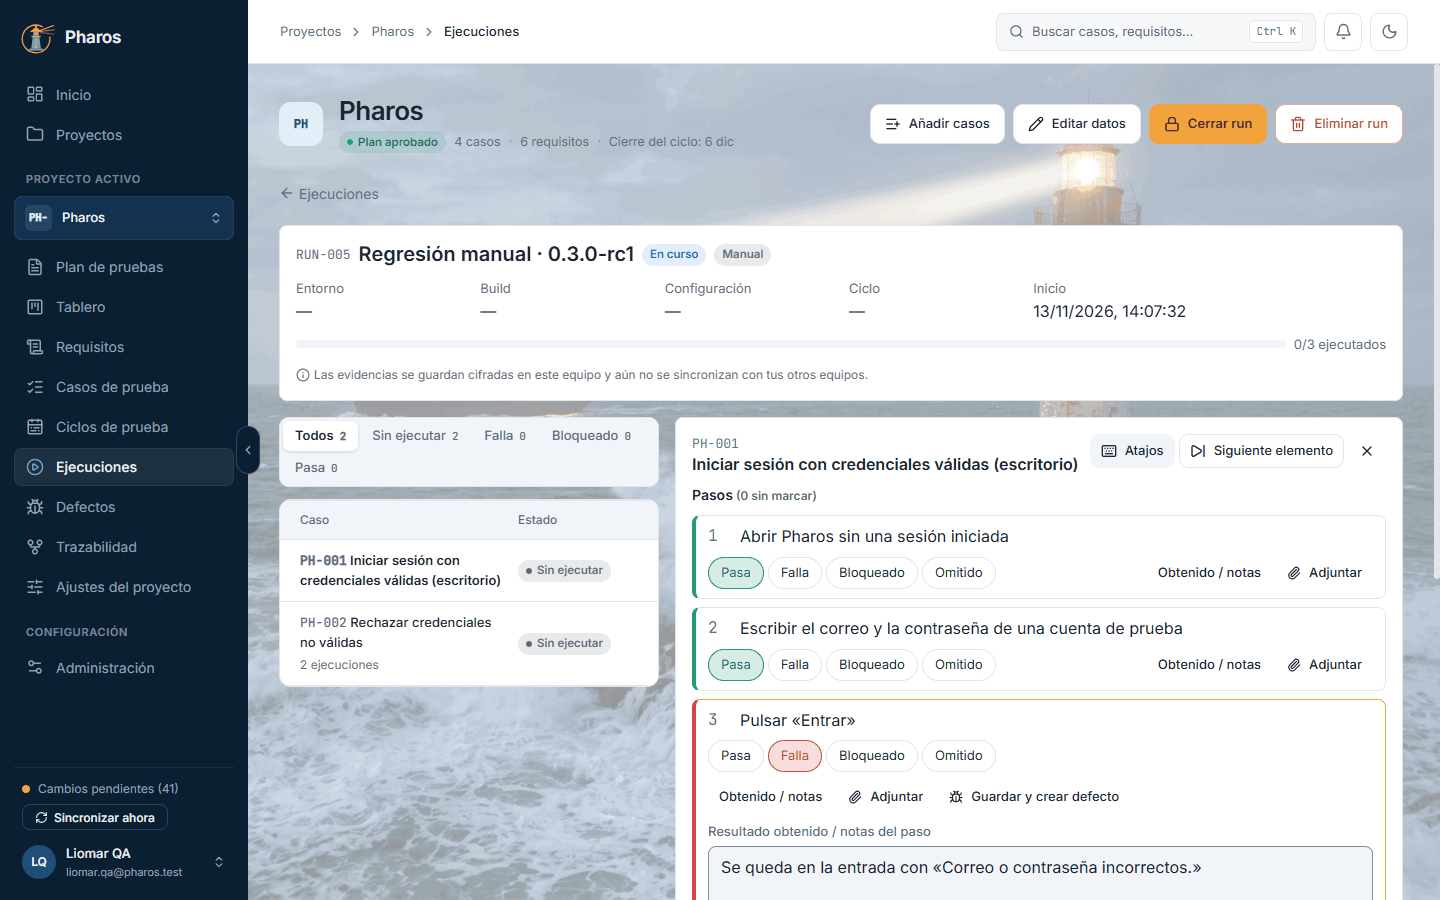 Pharos
Inicio
Proyectos
PROYECTO ACTIVO
PH- Pharos
Plan de pruebas
Tablero
Requisitos
Casos de prueba
Ciclos de prueba
Ejecuciones
Defectos
Trazabilidad
Ajustes del proyecto
CONFIGURACIÓN
Administración
Cambios pendientes (41)
Sincronizar ahora
LQ Liomar QA
liomar.qa@pharos.test
Proyectos > Pharos > Ejecuciones
Buscar casos, requisitos... Ctrl K
PH Pharos
Plan aprobado 4 casos · 6 requisitos · Cierre del ciclo: 6 dic
Añadir casos Editar datos Cerrar run Eliminar run
← Ejecuciones
RUN-005 Regresión manual · 0.3.0-rc1 En curso Manual
Entorno Build Configuración Ciclo Inicio
— — — — 13/11/2026, 14:07:32
0/3 ejecutados
Las evidencias se guardan cifradas en este equipo y aún no se sincronizan con tus otros equipos.
Todos 2 Sin ejecutar 2 Falla 0 Bloqueado 0
Pasa 0
Caso Estado
PH-001 Iniciar sesión con
credenciales válidas (escritorio) Sin ejecutar
PH-002 Rechazar credenciales
no válidas Sin ejecutar
2 ejecuciones
PH-001
Iniciar sesión con credenciales válidas (escritorio)
Atajos Siguiente elemento
Pasos (0 sin marcar)
1 Abrir Pharos sin una sesión iniciada
Pasa Falla Bloqueado Omitido Obtenido / notas Adjuntar
2 Escribir el correo y la contraseña de una cuenta de prueba
Pasa Falla Bloqueado Omitido Obtenido / notas Adjuntar
3 Pulsar «Entrar»
Pasa Falla Bloqueado Omitido
Obtenido / notas Adjuntar Guardar y crear defecto
Resultado obtenido / notas del paso
Se queda en la entrada con «Correo o contraseña incorrectos.»